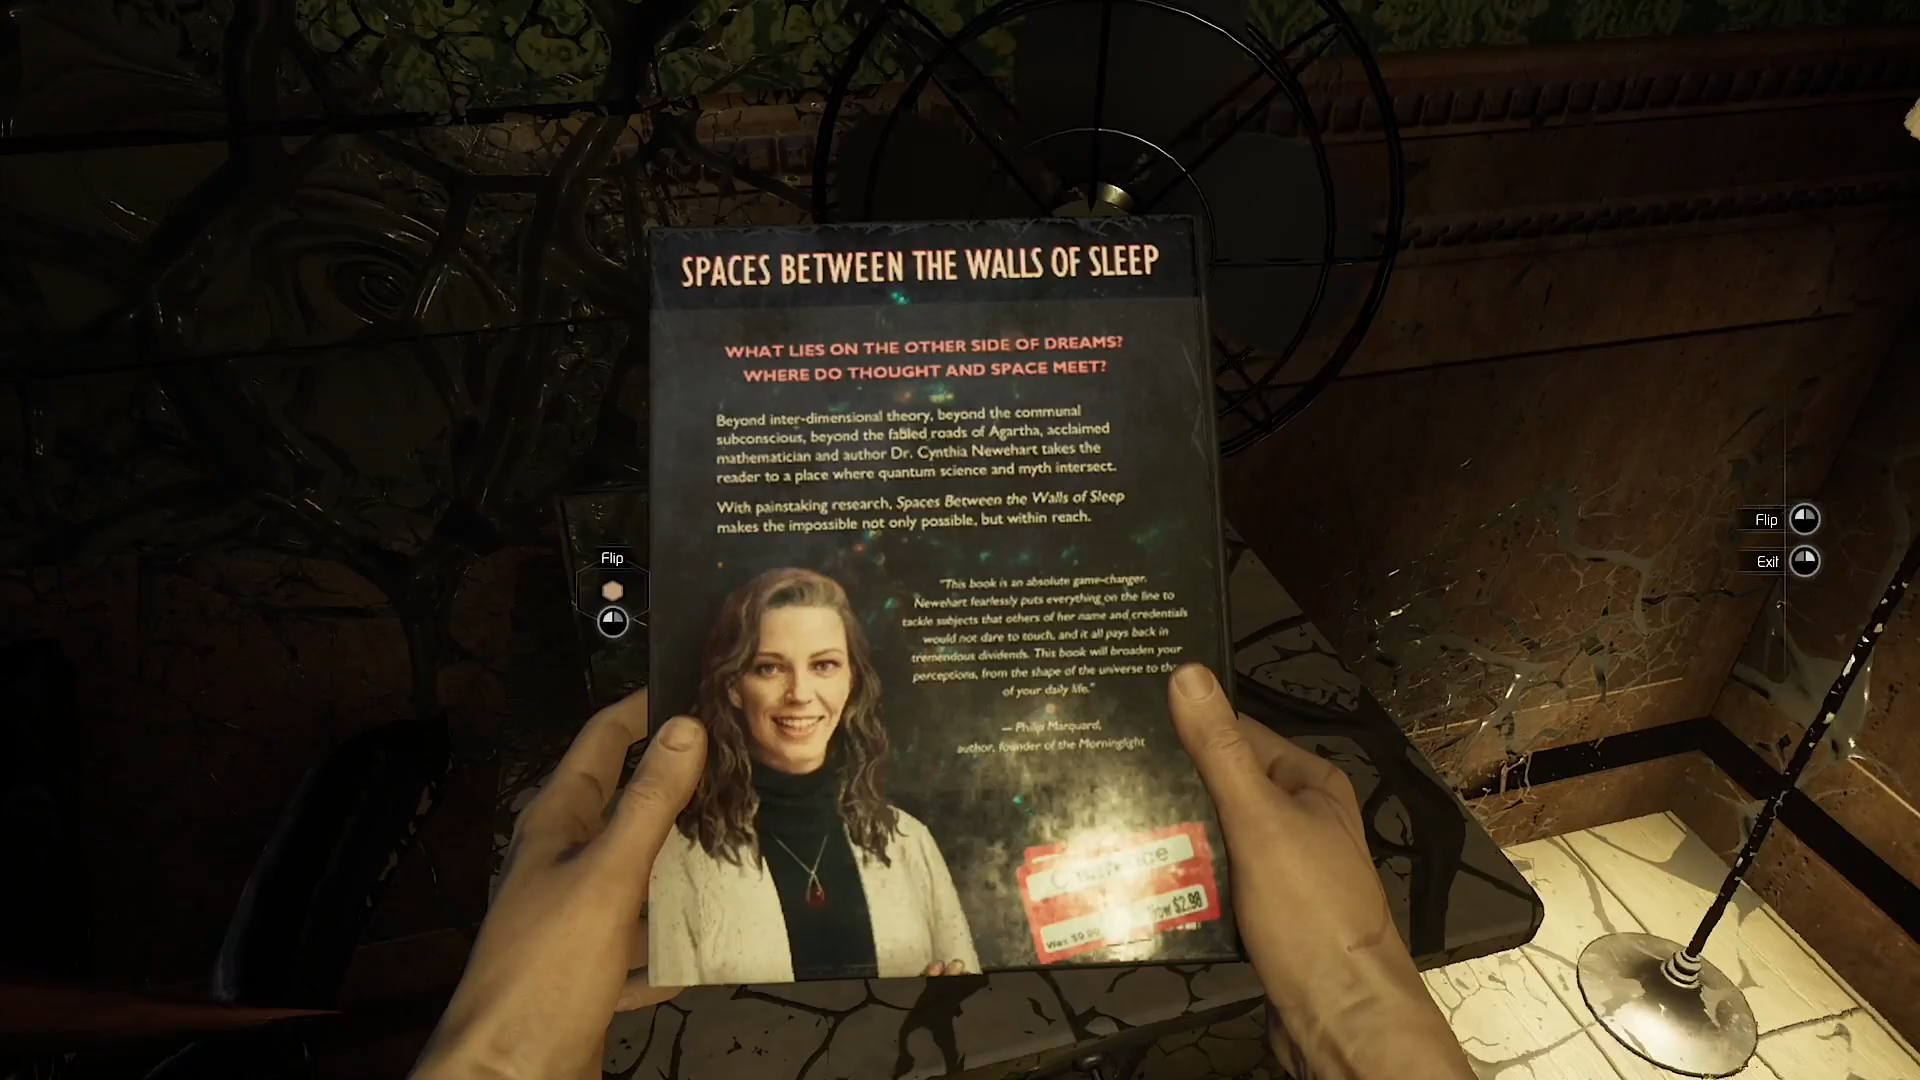 SPACES BETWEEN THE WALLS OF SLEEP
WHAT LIES ON THE OTHER SIDE OF DREAMS?
WHERE DO THOUGHT AND SPACE MEET?
Beyond inter-dimensional theory, beyond the communal
subconscious, beyond the fabled roads of Agartha, acclaimed
mathematician and author Dr. Cynthia Newehart takes the
reader to a place where quantum science and myth intersect.
With painstaking research, Spaces Between the Walls of Sleep
makes the impossible not only possible, but within reach.
"This book is an absolute game-changer.
Newehart fearlessly puts everything on the line to
tackle subjects that others of her name and credentials
would not dare to touch, and it all pays back in
tremendous dividends. This book will broaden your
perceptions, from the shape of the universe to
of your daily life."
— Philip Marquard,
author, founder of the Morninglight
Now $2.98
Was $9.99
Flip
Flip
Exit